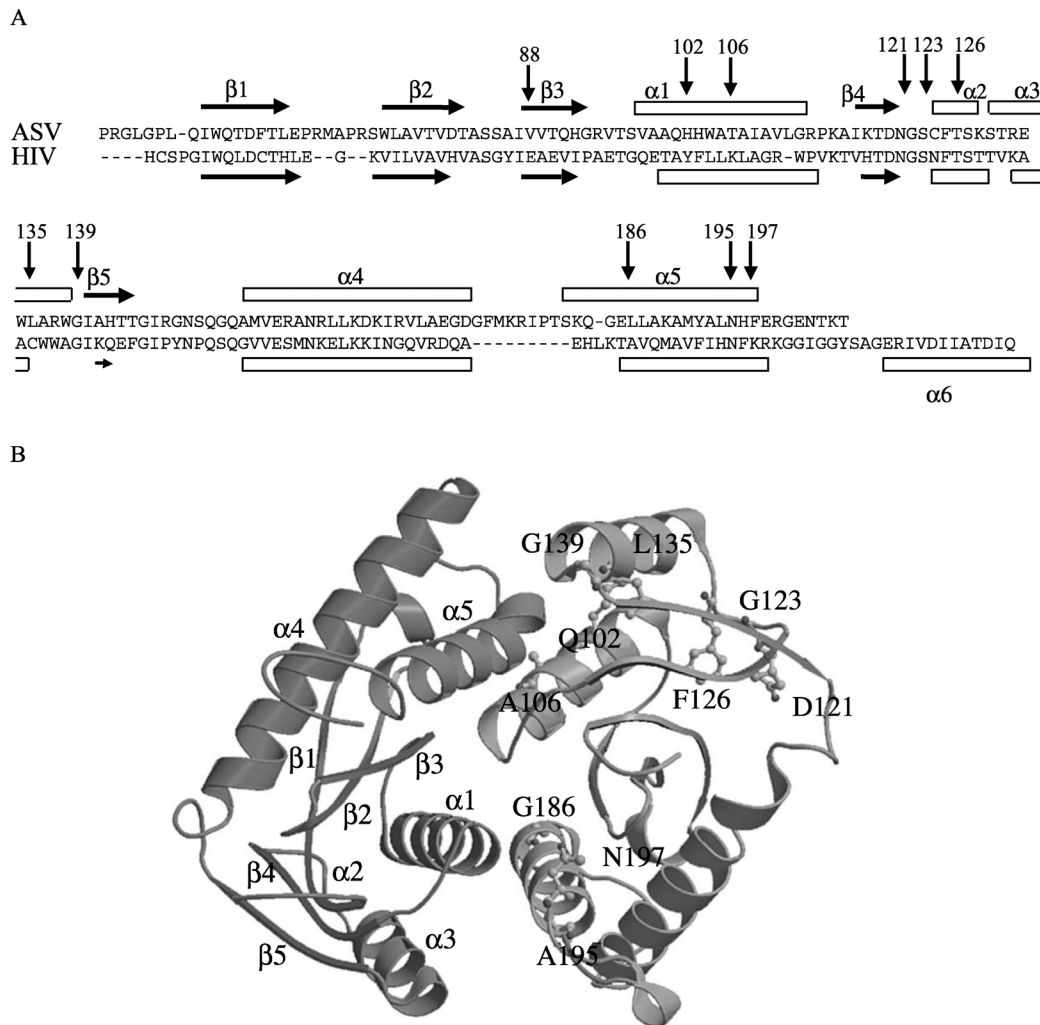 A
88 102 106 121 123 126
β1 β2 β3 α1 β4 α2 α3
ASV PRGLGPL-QIWQTDFTLEPRMAPRSWLAVTVDTASSAIVVTQHGRVTSVAAQHHWATAIAVLGRPKAIKTDNGSCFTSKSTRE
HIV ----HCSPGIWQLDCTHLE--G-KVILVAVHVASGYIEAEVIPAETGQETAYFLLKLAGR-WPVKTVHTDNGSNFTSTTVKA
135 139 186 195 197
β5 α4 α5
WLARWGIAHTTGIRGNSQGQAMVERANRLLKDKIRVLAEGDGFMKRIPTSKQ-GELLAKAMYALNHFERGENTKT
ACWWAGIKQEFGIPYNPQSQGVVESMNKELKKINGQVRDQA---------EHLKTAVQMAVFIHNFKRKGGIGGYSAGERIVDIIATDIQ
α6
B
G139 L135
G123
α5
Q102
α4
A106 F126 D121
β1
β3
β2 α1 G186
N197
β4 α2
α3 A195
β5